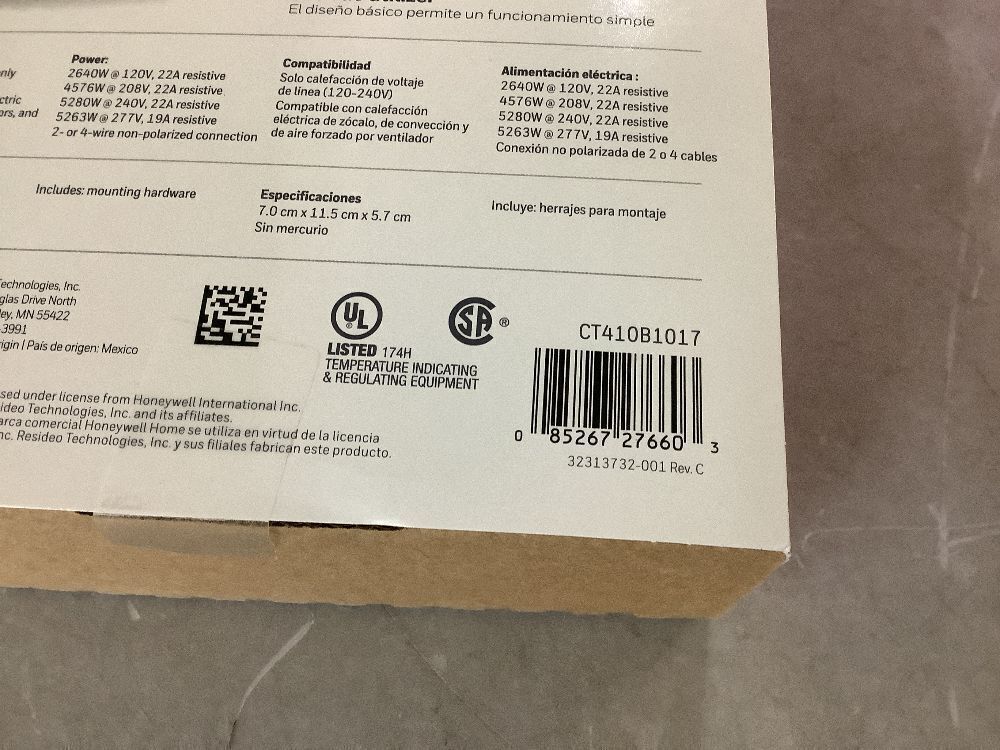 El diseño básico permite un funcionamiento simple
Power:
2640W @ 120V, 22A resistive
4576W @ 208V, 22A resistive
5280W @ 240V, 22A resistive
5263W @ 277V, 19A resistive
2- or 4-wire non-polarized connection
and
Compatibilidad
Solo calefacción de voltaje
de línea (120-240V)
Compatible con calefacción
eléctrica de zócalo, de convección y
de aire forzado por ventilador
Alimentación eléctrica :
2640W @ 120V, 22A resistive
4576W @ 208V, 22A resistive
5280W @ 240V, 22A resistive
5263W @ 277V, 19A resistive
Conexión no polarizada de 2 o 4 cables
Includes: mounting hardware
Especificaciones
7.0 cm x 11.5 cm x 5.7 cm
Sin mercurio
Incluye: herrajes para montaje
echnologies, Inc.
glas Drive North
ley, MN 55422
-3991
igin | País de origen: Mexico
UL
®
LISTED 174H
TEMPERATURE INDICATING
& REGULATING EQUIPMENT
SA ®
CT410B1017
0 85267 27660 3
32313732-001 Rev. C
sed under license from Honeywell International Inc.
ideo Technologies, Inc. and its affiliates.
arca comercial Honeywell Home se utiliza en virtud de la licencia
nc. Resideo Technologies, Inc. y sus filiales fabrican este producto.